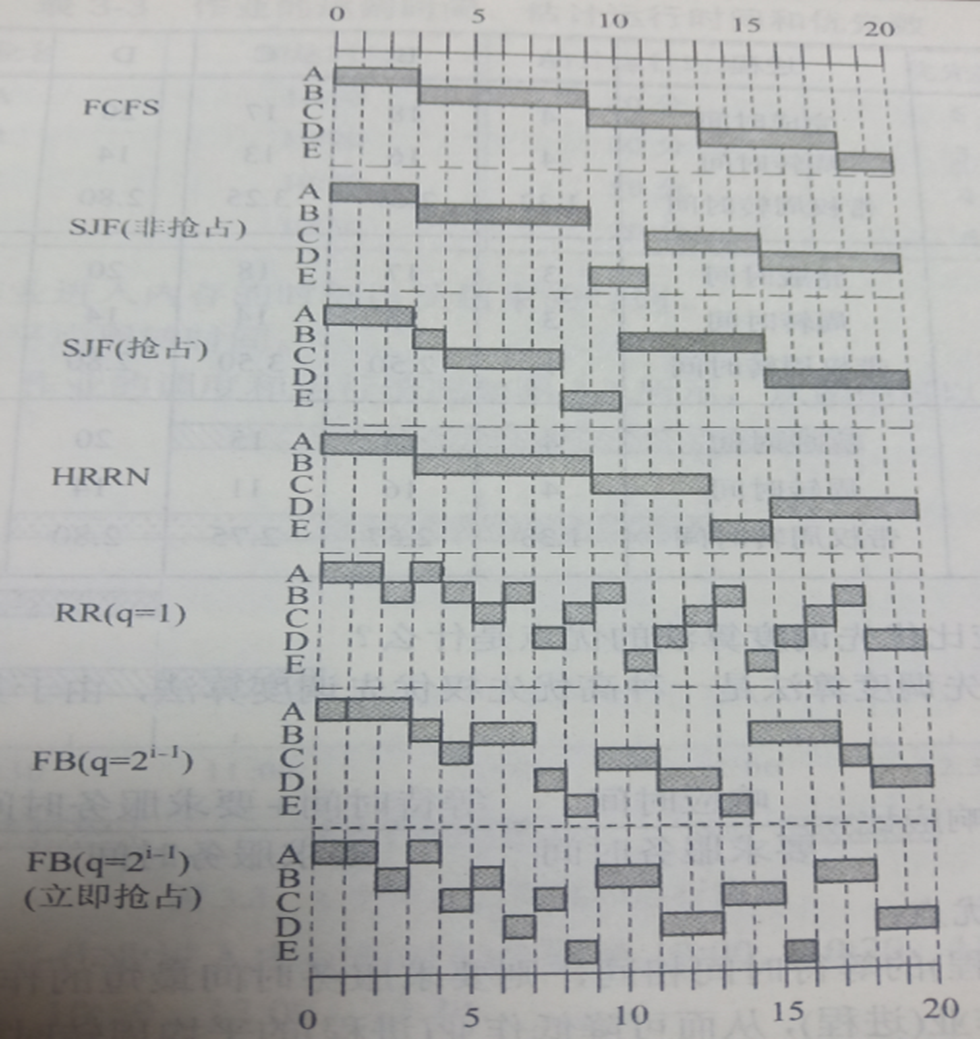 0 5 10 15 20
FCFS
A
B
C
D
E
SJF(非抢占)
A
B
C
D
E
SJF(抢占)
A
B
C
D
E
HRRN
A
B
C
D
E
RR(q=1)
A
B
C
D
E
FB(q=2^{i-1})
A
B
C
D
E
FB(q=2^{i-1})
(立即抢占)
A
B
C
D
E
0 5 10 15 20